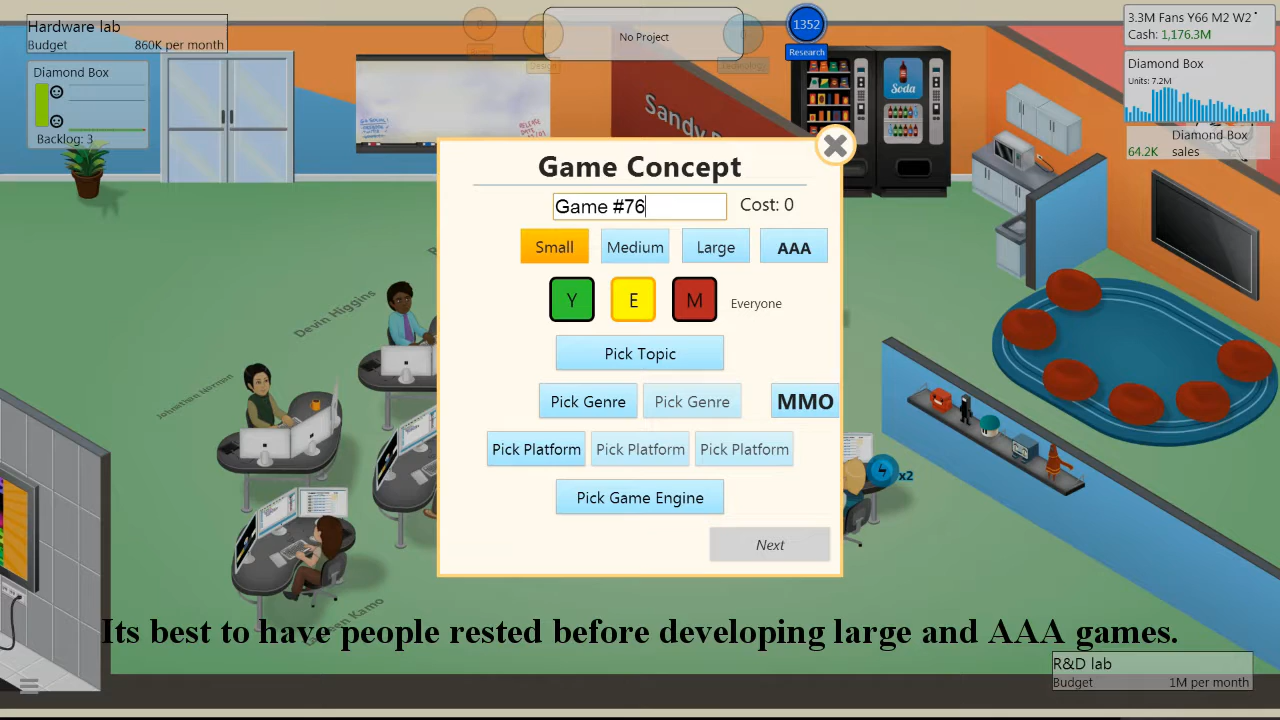 Hardware lab
Budget 860K per month
Diamond Box
Backlog: 3
No Project
1352
Research
3.3M Fans Y66 M2 W2
Cash: 1,176.3M
Diamond Box
Units: 7.2M
Diamond Box
64.2K sales
Soda
Sandy
Devin Higgins
Johnathan Norman
Kamo
x2
Game Concept
Game #76
Cost: 0
Small Medium Large AAA
Y E M Everyone
Pick Topic
Pick Genre Pick Genre MMO
Pick Platform Pick Platform Pick Platform
Pick Game Engine
Next
Its best to have people rested before developing large and AAA games.
R&D lab
Budget 1M per month